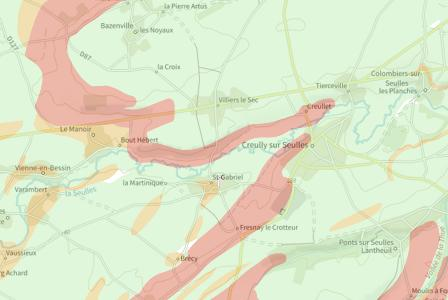 la Pierre Artus
Bazenville
les Noyaux
D127
D87
la Croix
Colombiers-sur-
Seulles
les Planches
Tierceville
Villiers le Sec
Creullet
Le Manoir
Bout Hébert
Creully sur Seulles
Vienne-en-Bessin
la Seulles
la Martinique
St-Gabriel
Varambert
Fresnay le Crotteur
Ponts sur Seulles
Lantheuil
Vaussieux
Brécy